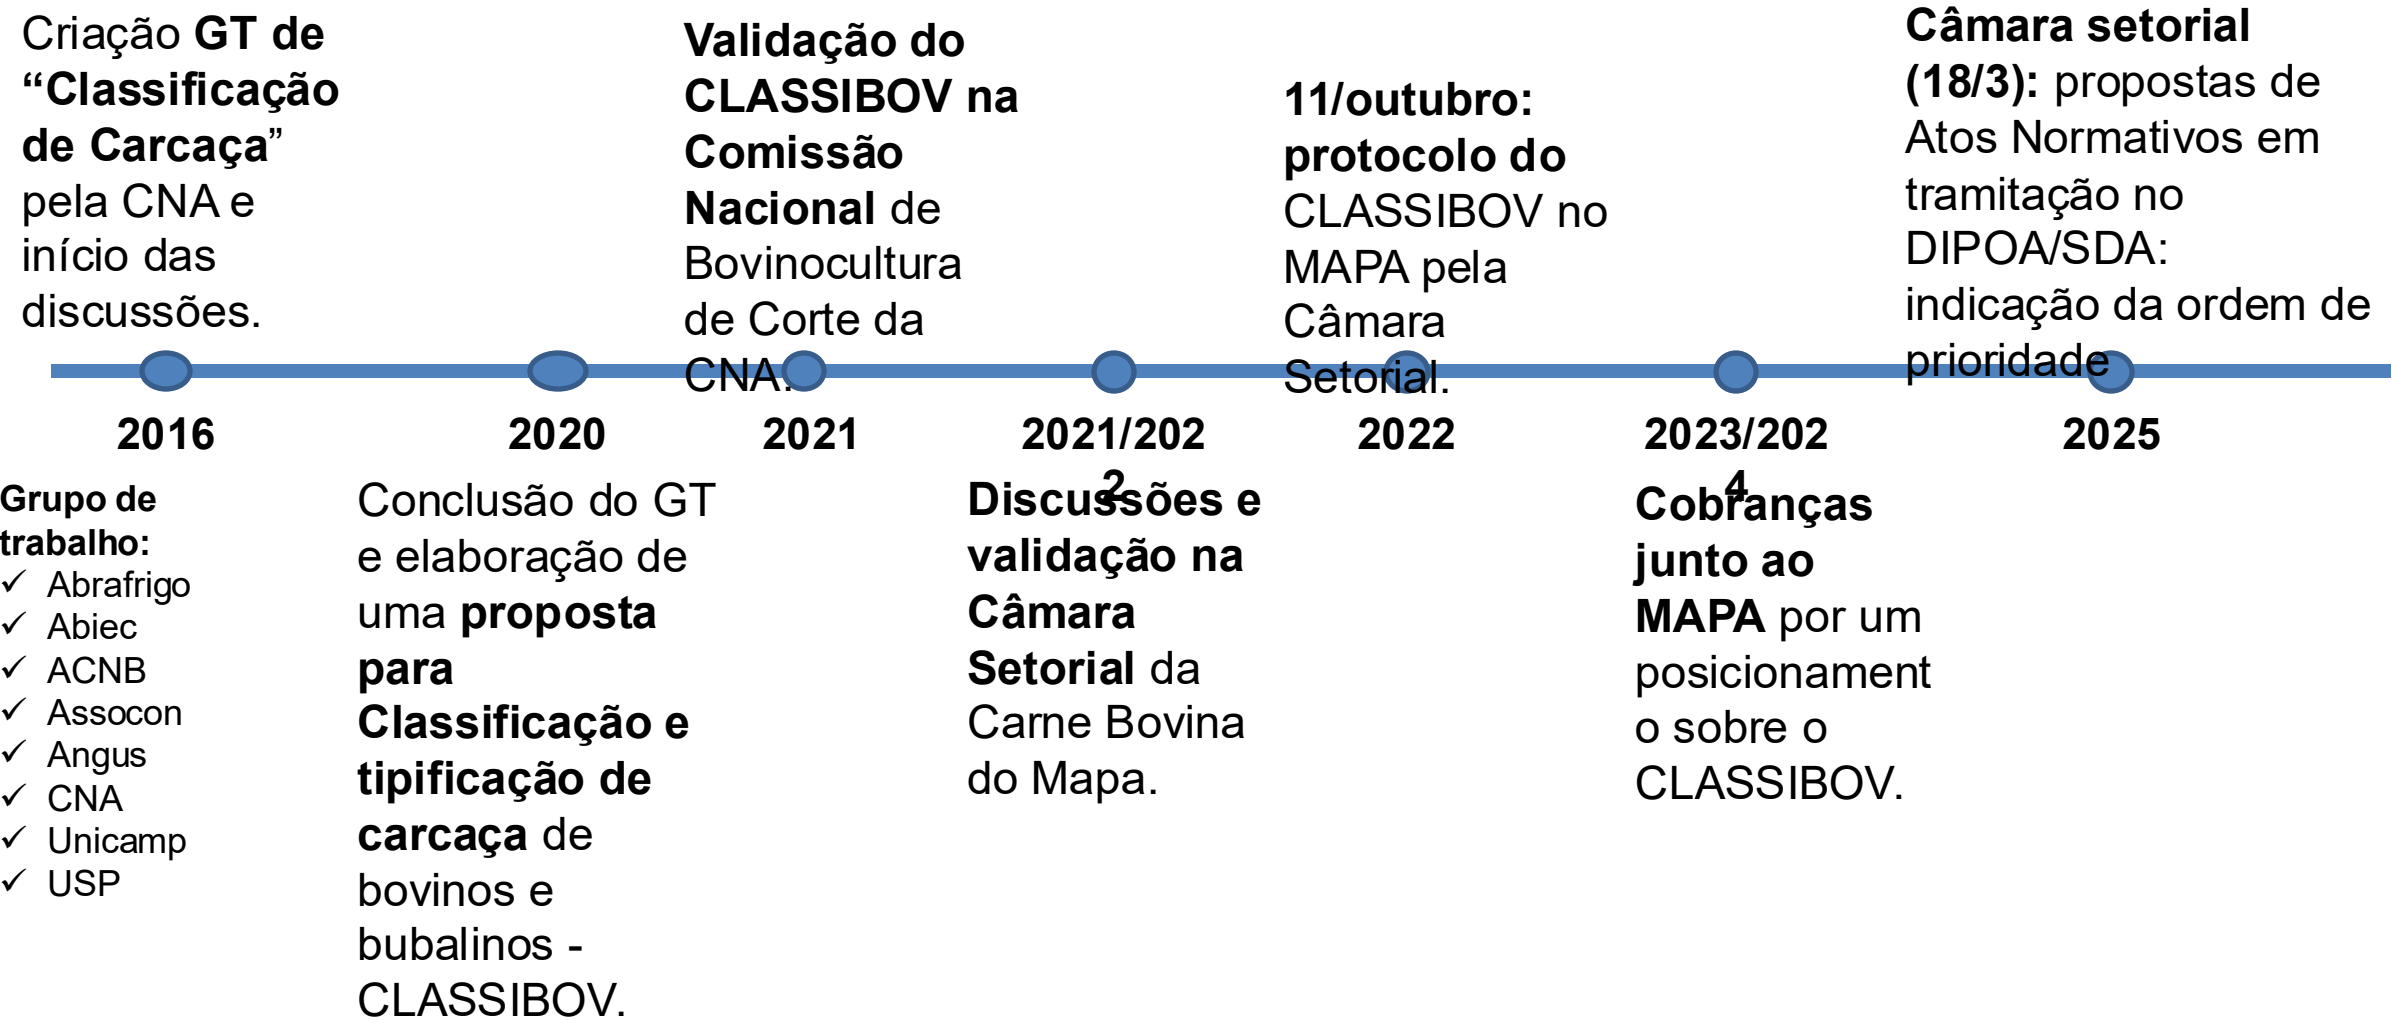 Criação GT de
“Classificação
de Carcaça”
pela CNA e
início das
discussões.
Validação do
CLASSIBOV na
Comissão
Nacional de
Bovinocultura
de Corte da
CNA.
11/outubro:
protocolo do
CLASSIBOV no
MAPA pela
Câmara
Setorial.
Câmara setorial
(18/3): propostas de
Atos Normativos em
tramitação no
DIPOA/SDA:
indicação da ordem de
prioridade
2016
2020
2021
2021/202
2
2022
2023/202
4
2025
Grupo de
trabalho:
✓ Abrafrigo
✓ Abiec
✓ ACNB
✓ Assocon
✓ Angus
✓ CNA
✓ Unicamp
✓ USP
Conclusão do GT
e elaboração de
uma proposta
para
Classificação e
tipificação de
carcaça de
bovinos e
bubalinos -
CLASSIBOV.
Discussões e
validação na
Câmara
Setorial da
Carne Bovina
do Mapa.
Cobranças
junto ao
MAPA por um
posicionament
o sobre o
CLASSIBOV.